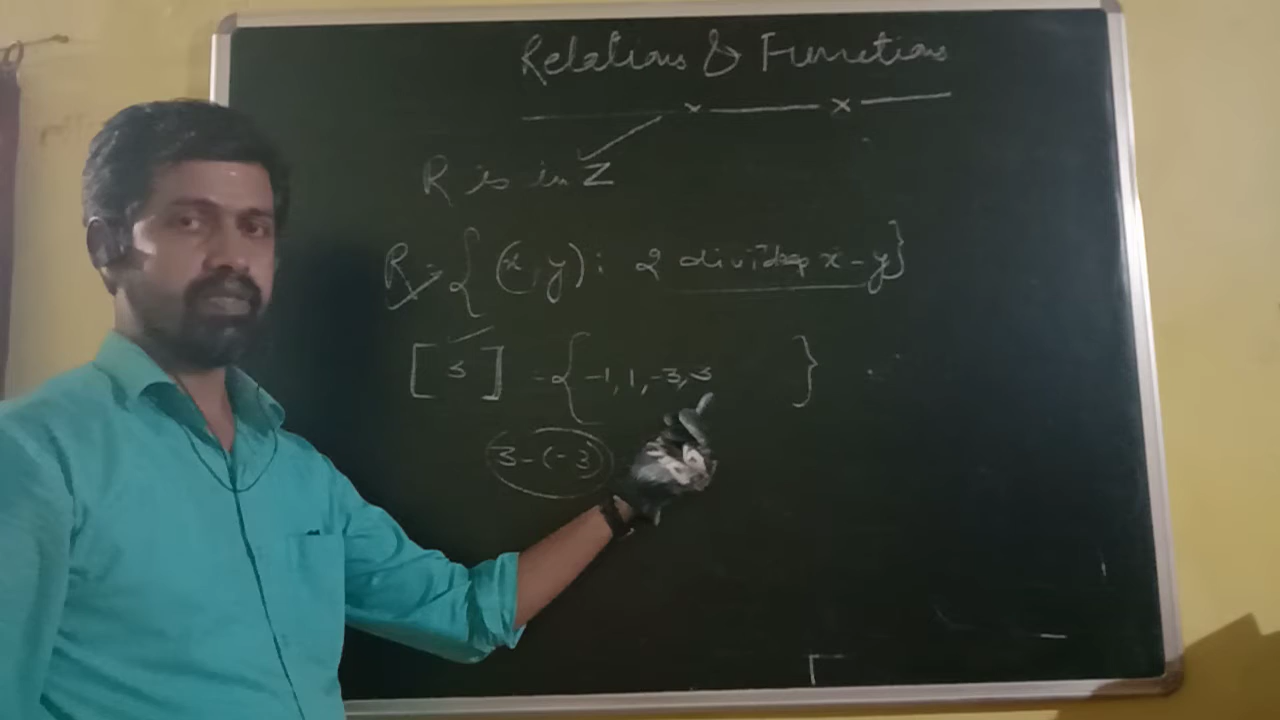 Relations & Functions
R is in Z
R = { (x, y) : 2 divides x - y }
[ 3 ] = { -1, 1, -3, 3 }
3 - (-3)